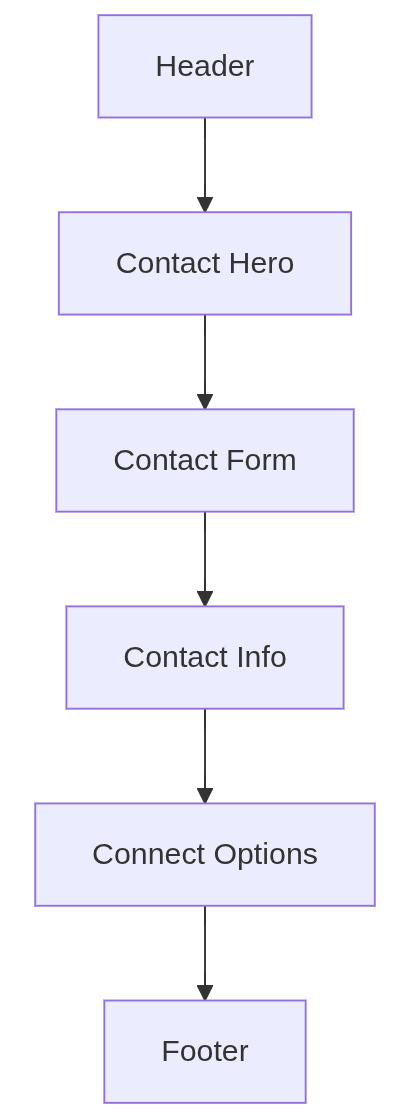 Header
Contact Hero
Contact Form
Contact Info
Connect Options
Footer